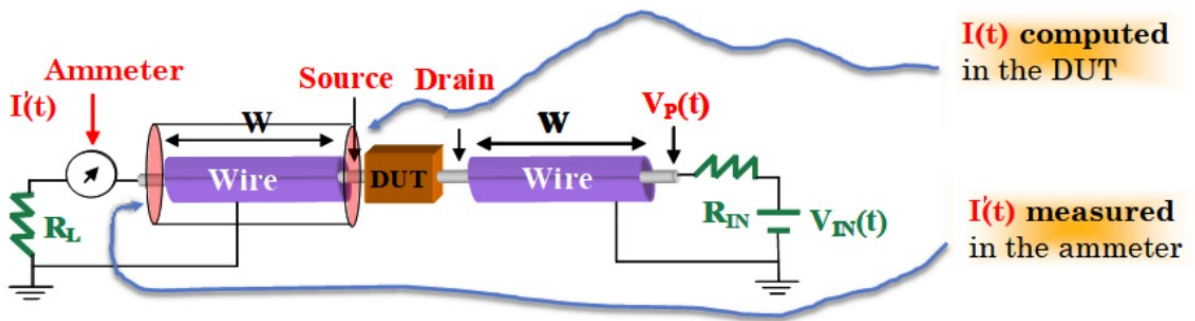 I(t) computed
in the DUT
Ammeter
I'(t)
Source Drain
V_P(t)
W
W
Wire
DUT
Wire
R_L
R_IN
V_IN(t)
I'(t) measured
in the ammeter